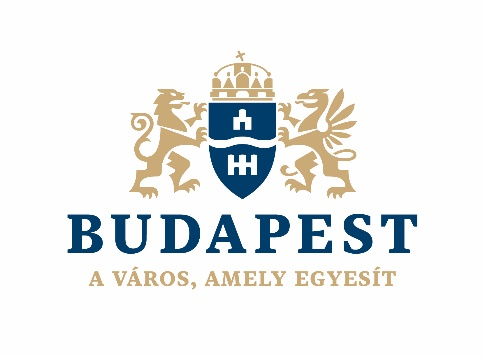 BUDAPEST
A VÁROS, AMELY EGYESÍT